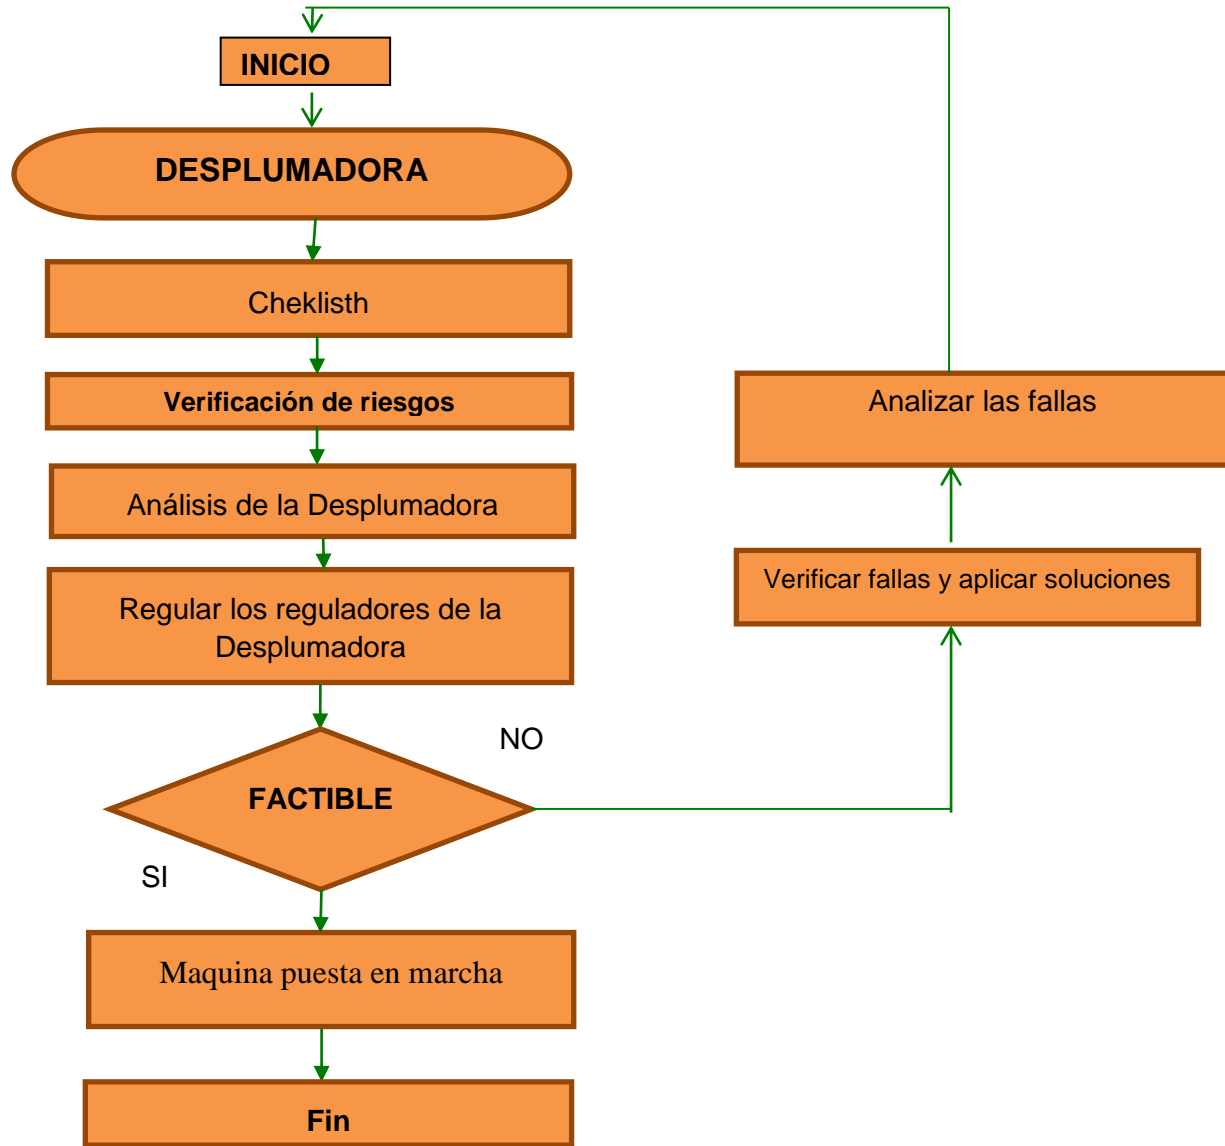 INICIO
DESPLUMADORA
Cheklisth
Verificación de riesgos
Análisis de la Desplumadora
Regular los reguladores de la
Desplumadora
NO
FACTIBLE
SI
Maquina puesta en marcha
Fin
Analizar las fallas
Verificar fallas y aplicar soluciones